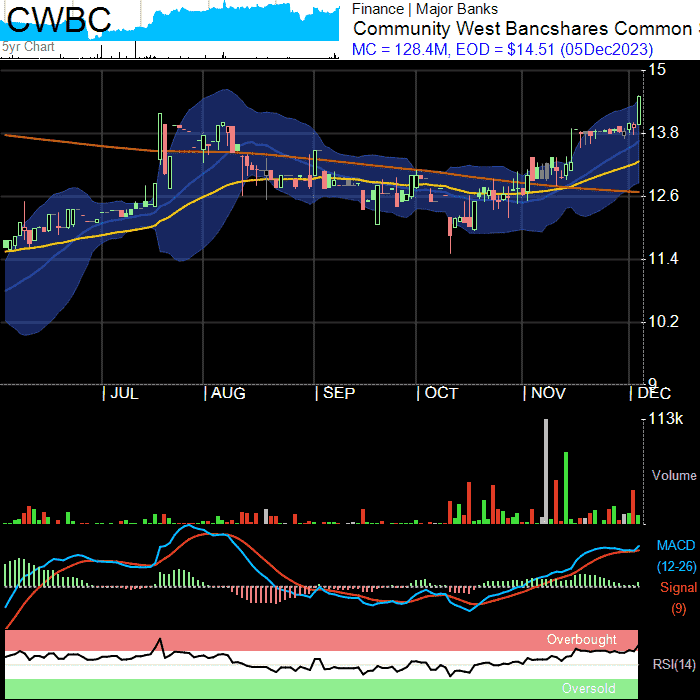 CWBC
5yr Chart
Finance | Major Banks
Community West Bancshares Common
MC = 128.4M, EOD = $14.51 (05Dec2023)
15
13.8
12.6
11.4
10.2
9
JUL
AUG
SEP
OCT
NOV
DEC
113k
Volume
MACD
(12-26)
Signal
(9)
Overbought
RSI(14)
Oversold